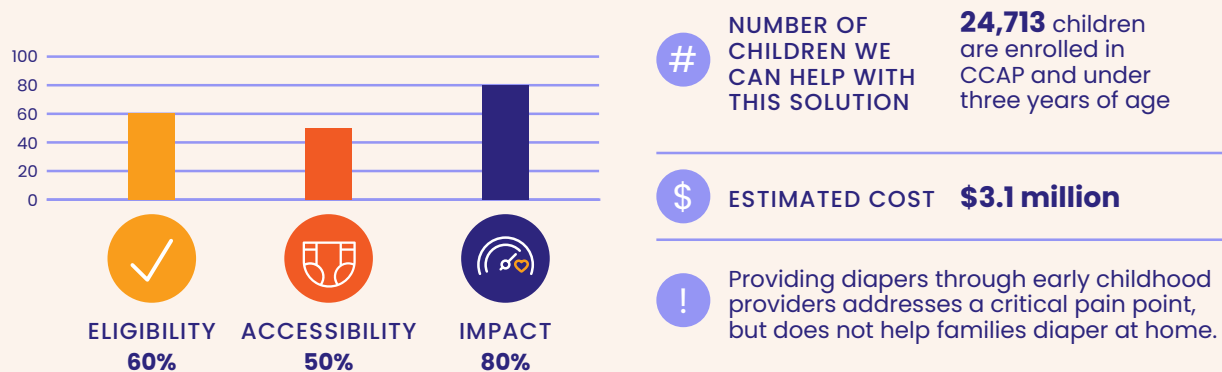 100
80
60
40
20
0
ELIGIBILITY
60%
ACCESSIBILITY
50%
IMPACT
80%
#
NUMBER OF
CHILDREN WE
CAN HELP WITH
THIS SOLUTION
24,713 children
are enrolled in
CCAP and under
three years of age
$
ESTIMATED COST
$3.1 million
!
Providing diapers through early childhood
providers addresses a critical pain point,
but does not help families diaper at home.